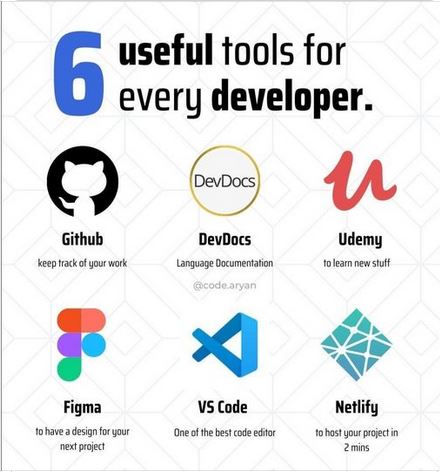 6 useful tools for
every developer.
DevDocs
Github
DevDocs
Udemy
keep track of your work
Language Documentation
to learn new stuff
@code.aryan
Figma
VS Code
Netlify
to have a design for your
next project
One of the best code editor
to host your project in
2 mins